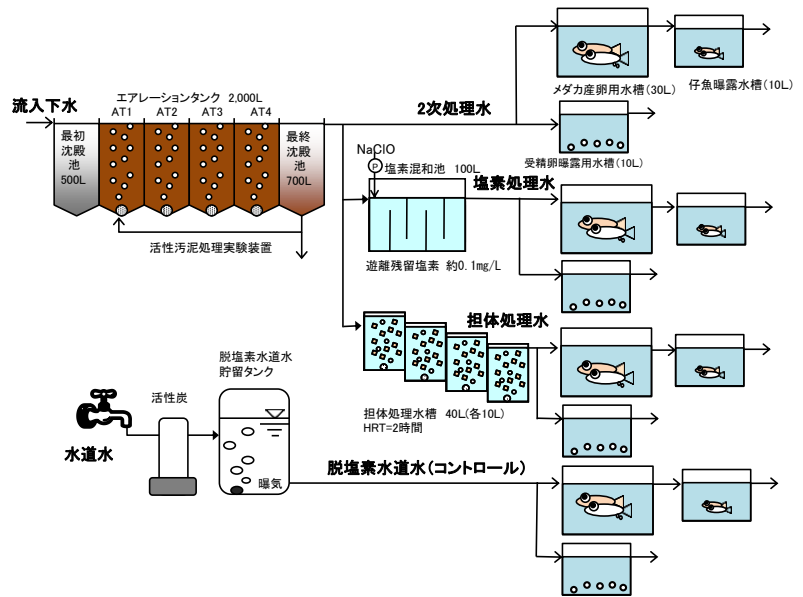 流入下水
エアレーションタンク 2,000L
AT1 AT2 AT3 AT4
最初
沈殿
池
500L
最終
沈殿
池
700L
活性汚泥処理実験装置
2次処理水
メダカ産卵用水槽(30L)
仔魚曝露水槽(10L)
受精卵曝露用水槽(10L)
NaClO
P
塩素混和池 100L
塩素処理水
遊離残留塩素 約0.1mg/L
担体処理水
担体処理水槽 40L(各10L)
HRT=2時間
脱塩素水道水
貯留タンク
活性炭
水道水
曝気
脱塩素水道水(コントロール)